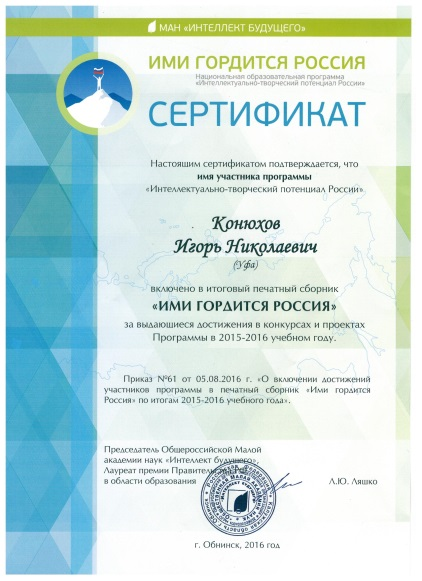 МАН «ИНТЕЛЛЕКТ БУДУЩЕГО»
ИМИ ГОРДИТСЯ РОССИЯ
Национальная образовательная программа
«Интеллектуально-творческий потенциал России»
СЕРТИФИКАТ
Настоящим сертификатом подтверждается, что
имя участника программы
«Интеллектуально-творческий потенциал России»
Конюхов
Игорь Николаевич
(Уфа)
включено в итоговый печатный сборник
«ИМИ ГОРДИТСЯ РОССИЯ»
за выдающиеся достижения в конкурсах и проектах
Программы в 2015-2016 учебном году.
Приказ №61 от 05.08.2016 г. «О включении достижений
участников программы в печатный сборник «Ими гордится
Россия» по итогам 2015-2016 учебного года».
Председатель Общероссийской Малой
академии наук «Интеллект будущего»,
Лауреат премии Правительства
в области образования
Л.Ю. Ляшко
г. Обнинск, 2016 год